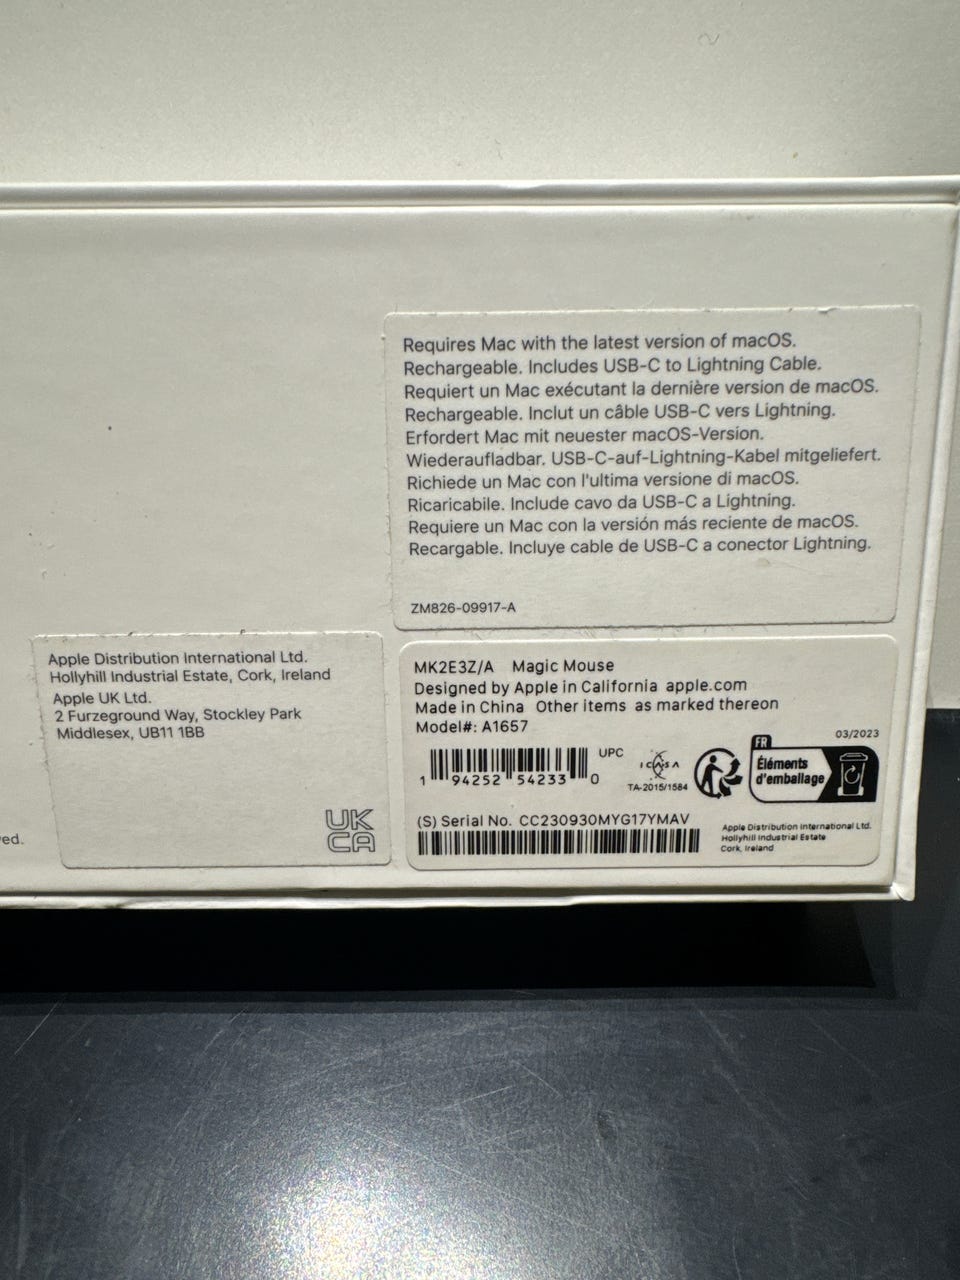 Requires Mac with the latest version of macOS.
Rechargeable. Includes USB-C to Lightning Cable.
Requiert un Mac exécutant la dernière version de macOS.
Rechargeable. Inclut un câble USB-C vers Lightning.
Erfordert Mac mit neuester macOS-Version.
Wiederaufladbar. USB-C-auf-Lightning-Kabel mitgeliefert.
Richiede un Mac con l'ultima versione di macOS.
Ricaricabile. Include cavo da USB-C a Lightning.
Requiere un Mac con la versión más reciente de macOS.
Recargable. Incluye cable de USB-C a conector Lightning.
ZM826-09917-A
Apple Distribution International Ltd.
Hollyhill Industrial Estate, Cork, Ireland
Apple UK Ltd.
2 Furzeground Way, Stockley Park
Middlesex, UB11 1BB
UK
CA
ved.
MK2E3Z/A Magic Mouse
Designed by Apple in California apple.com
Made in China Other items as marked thereon
Model#: A1657
1 94252 54233 0
UPC
ICASA
TA-2015/1584
FR
Éléments
d'emballage
03/2023
(S) Serial No. CC230930MYG17YMAV
Apple Distribution International Ltd.
Hollyhill Industrial Estate
Cork, Ireland